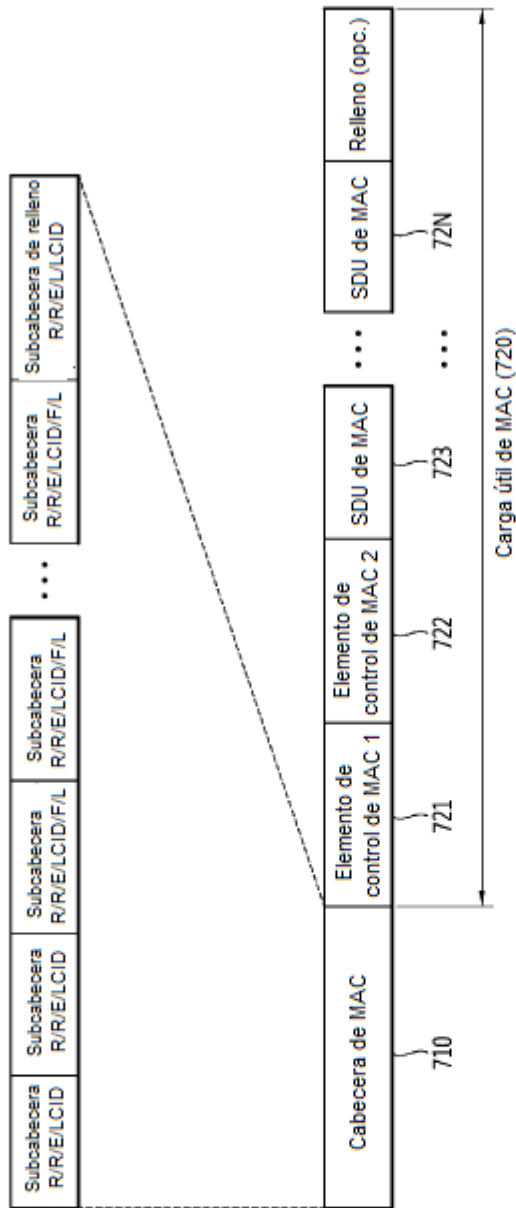 Subcabecera
R/R/E/LCID
Subcabecera
R/R/E/LCID
Subcabecera
R/R/E/LCID/F/L
Subcabecera
R/R/E/LCID/F/L
• • •
Subcabecera
R/R/E/LCID/F/L
Subcabecera de relleno
R/R/E/L/LCID
Cabecera de MAC
Elemento de
control de MAC 1
Elemento de
control de MAC 2
SDU de MAC
• • •
SDU de MAC
Relleno (opc.)
710
721
722
723
• • •
72N
Carga útil de MAC (720)